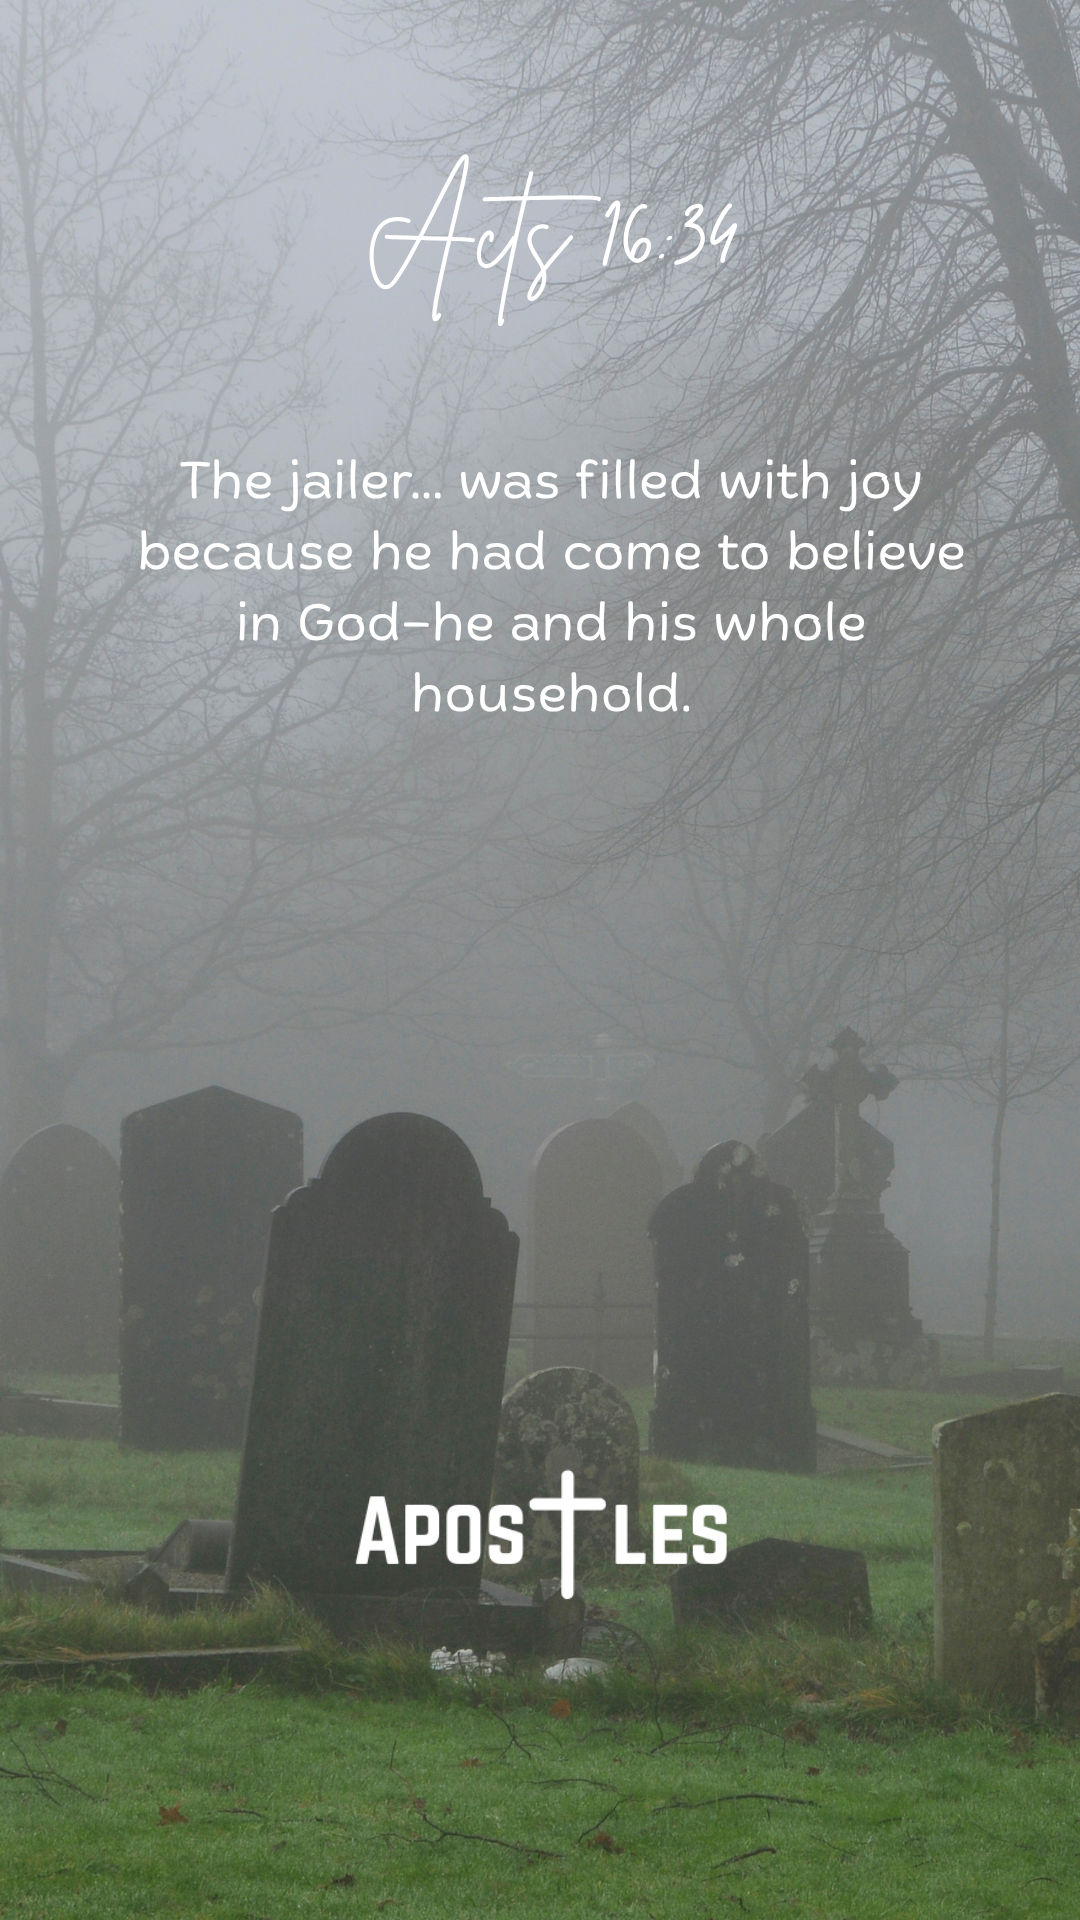 Acts 16:34
The jailer... was filled with joy
because he had come to believe
in God–he and his whole
household.
APOSTLES